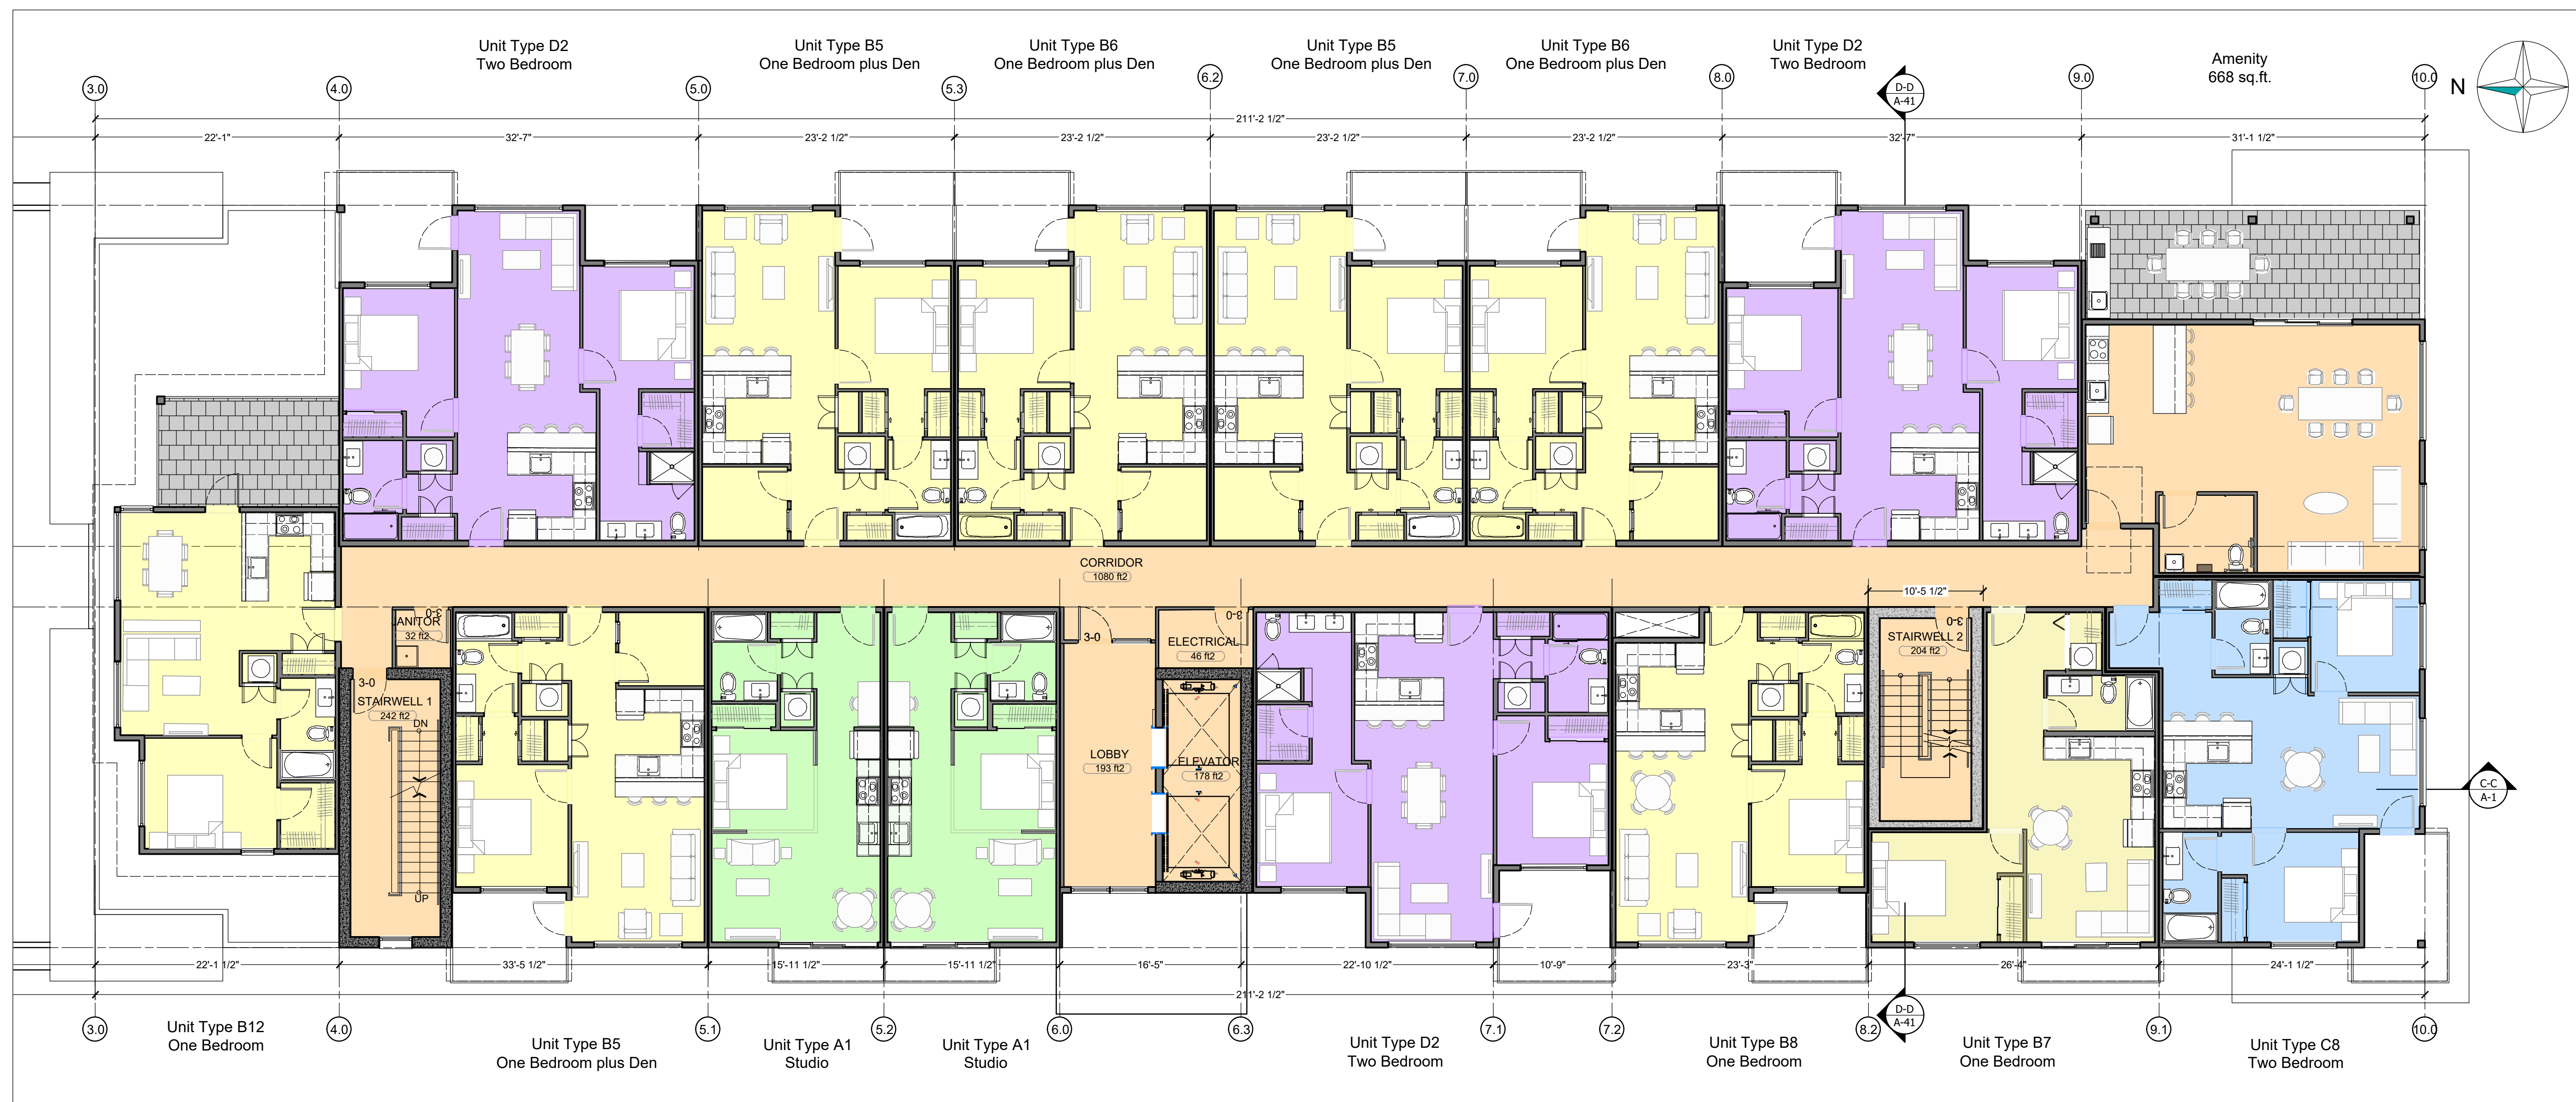 Unit Type D2
Two Bedroom
Unit Type B5
One Bedroom plus Den
Unit Type B6
One Bedroom plus Den
Unit Type B5
One Bedroom plus Den
Unit Type B6
One Bedroom plus Den
Unit Type D2
Two Bedroom
Amenity
668 sq.ft.
3.0
4.0
5.0
5.3
6.2
7.0
8.0
D-D
A-41
9.0
10.0
N
211'-2 1/2"
22'-1"
32'-7"
23'-2 1/2"
23'-2 1/2"
23'-2 1/2"
23'-2 1/2"
32'-7"
31'-1 1/2"
CORRIDOR
1080 ft2
10'-5 1/2"
3-0
ANITOR
32 ft2
3-0
3-0
ELECTRICAL
46 ft2
3-0
STAIRWELL 2
204 ft2
3-0
STAIRWELL 1
242 ft2
DN
UP
LOBBY
193 ft2
ELEVATOR
178 ft2
C-C
A-1
22'-1 1/2"
33'-5 1/2"
15'-11 1/2"
15'-11 1/2"
16'-5"
22'-10 1/2"
10'-9"
23'-3"
26'-4"
24'-1 1/2"
211'-2 1/2"
3.0
4.0
5.1
5.2
6.0
6.3
7.1
7.2
8.2
D-D
A-41
9.1
10.0
Unit Type B12
One Bedroom
Unit Type B5
One Bedroom plus Den
Unit Type A1
Studio
Unit Type A1
Studio
Unit Type D2
Two Bedroom
Unit Type B8
One Bedroom
Unit Type B7
One Bedroom
Unit Type C8
Two Bedroom